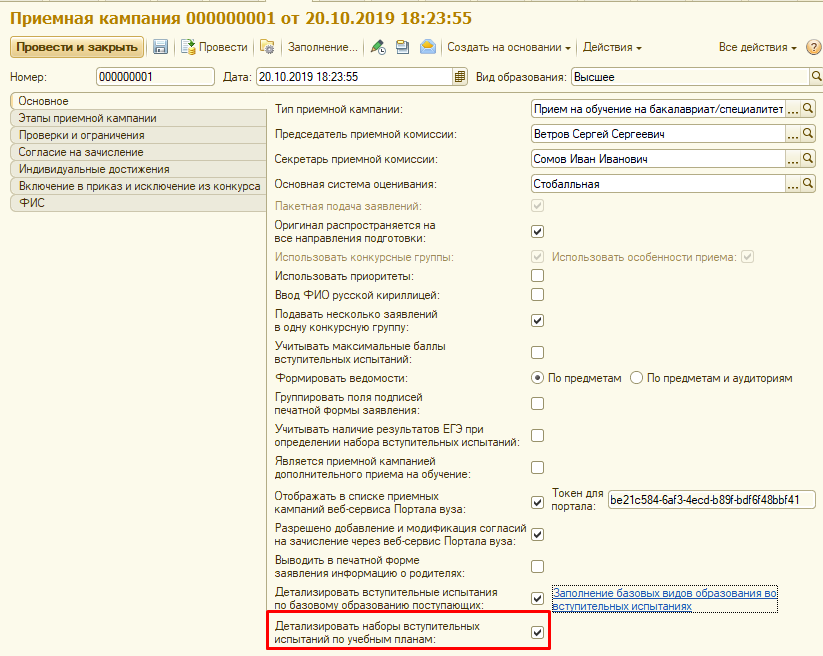 Приемная кампания 000000001 от 20.10.2019 18:23:55
Провести и закрыть Провести Заполнение... Создать на основании Действия Все действия ?
Номер: 000000001 Дата: 20.10.2019 18:23:55 Вид образования: Высшее
Основное
Этапы приемной кампании
Проверки и ограничения
Согласие на зачисление
Индивидуальные достижения
Включение в приказ и исключение из конкурса
ФИС
Тип приемной кампании: Прием на обучение на бакалавриат/специалитет ...
Председатель приемной комиссии: Ветров Сергей Сергеевич ...
Секретарь приемной комиссии: Сомов Иван Иванович ...
Основная система оценивания: Стобалльная ...
Пакетная подача заявлений:
Оригинал распространяется на
все направления подготовки:
Использовать конкурсные группы: Использовать особенности приема:
Использовать приоритеты:
Ввод ФИО русской кириллицей:
Подавать несколько заявлений
в одну конкурсную группу:
Учитывать максимальные баллы
вступительных испытаний:
Формировать ведомости: По предметам По предметам и аудиториям
Группировать поля подписей
печатной формы заявления:
Учитывать наличие результатов ЕГЭ при
определении набора вступительных испытаний:
Является приемной кампанией
дополнительного приема на обучение:
Отображать в списке приемных
кампаний веб-сервиса Портала вуза:
Токен для
портала: be21c584-6af3-4ecd-b89f-bdf6f48bbf41
Разрешено добавление и модификация согласий
на зачисление через веб-сервис Портала вуза:
Выводить в печатной форме
заявления информацию о родителях:
Детализировать вступительные испытания
по базовому образованию поступающих:
Заполнение базовых видов образования во
вступительных испытаниях
Детализировать наборы вступительных
испытаний по учебным планам: